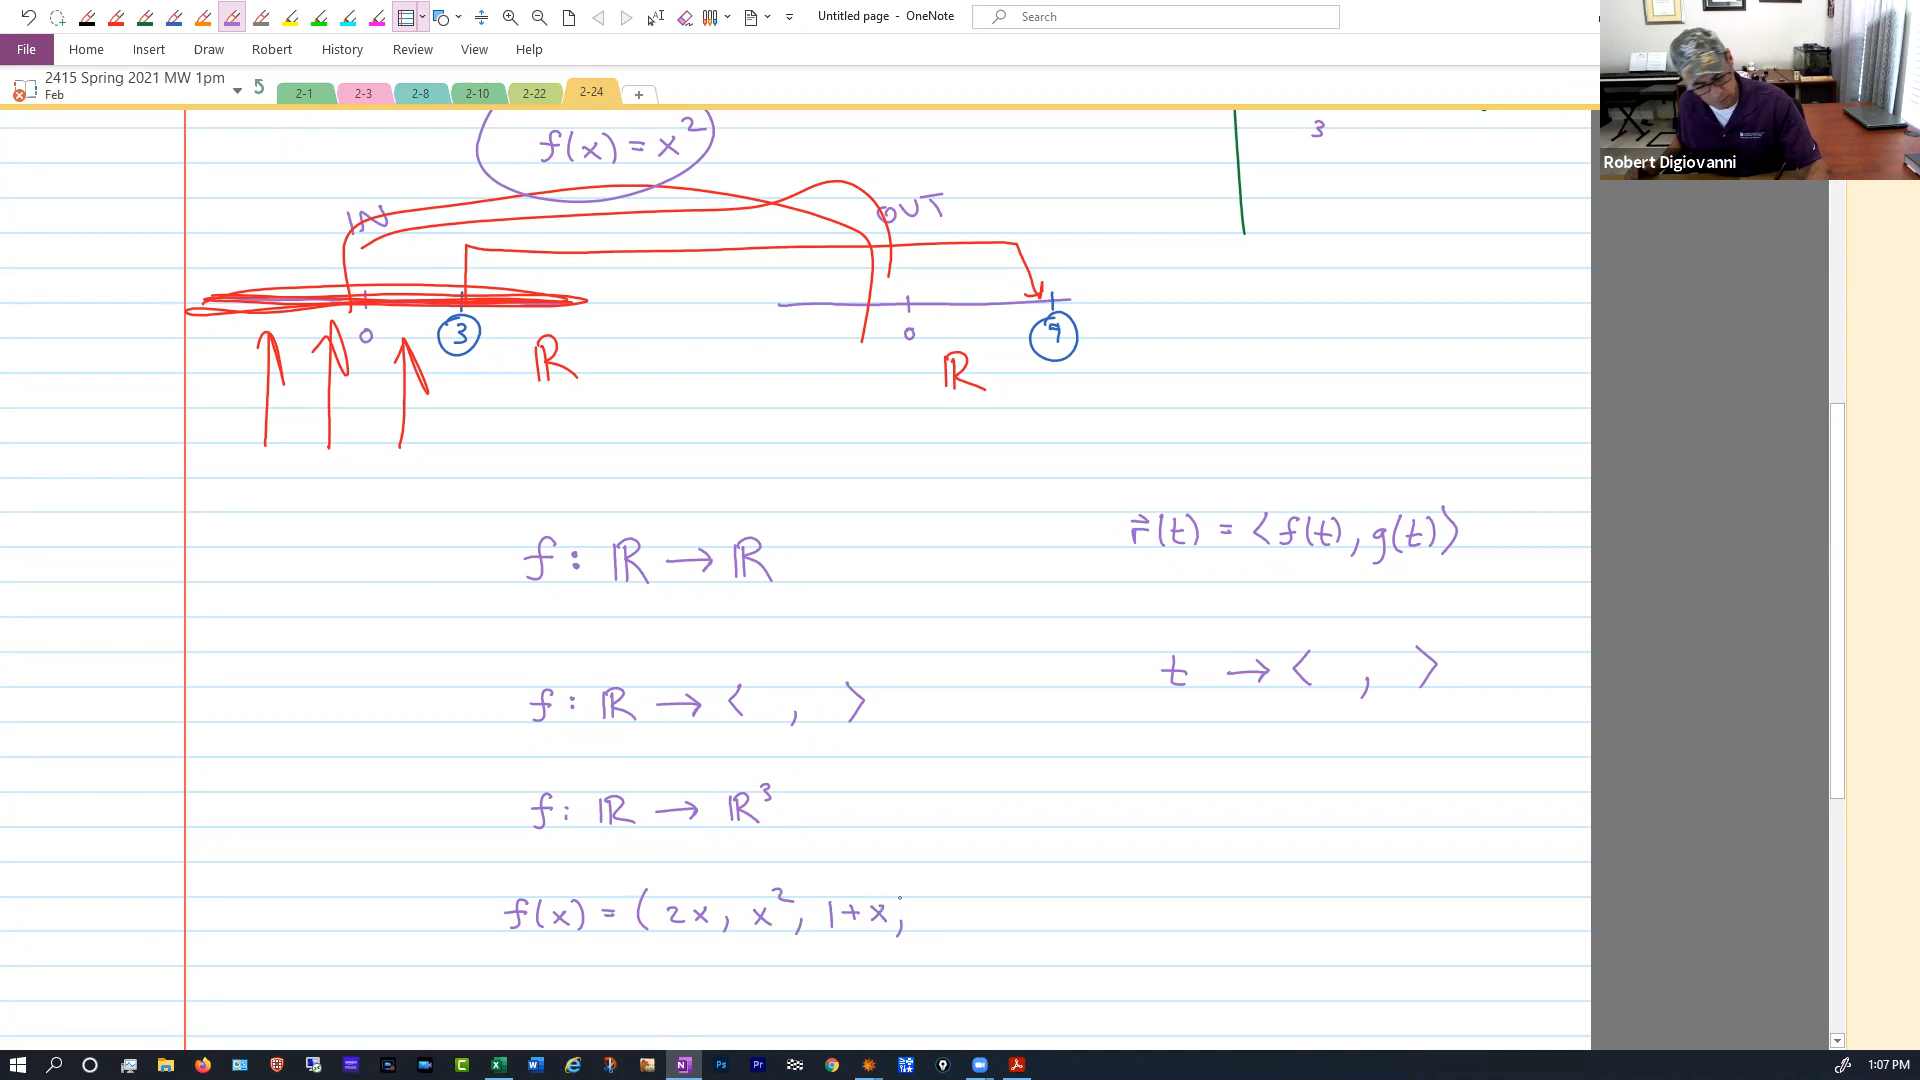 Untitled page - OneNote
Search
File Home Insert Draw Robert History Review View Help
2415 Spring 2021 MW 1pm
Feb
2-1 2-3 2-8 2-10 2-22 2-24 +
Robert Digiovanni
f(x) = x²
3
IN OUT
0 3 ℝ 0 9 ℝ
r⃗(t) = ⟨f(t), g(t)⟩
f: ℝ → ℝ
t → ⟨ , ⟩
f: ℝ → ⟨ , ⟩
f: ℝ → ℝ³
f(x) = ( 2x, x², 1+x,
1:07 PM